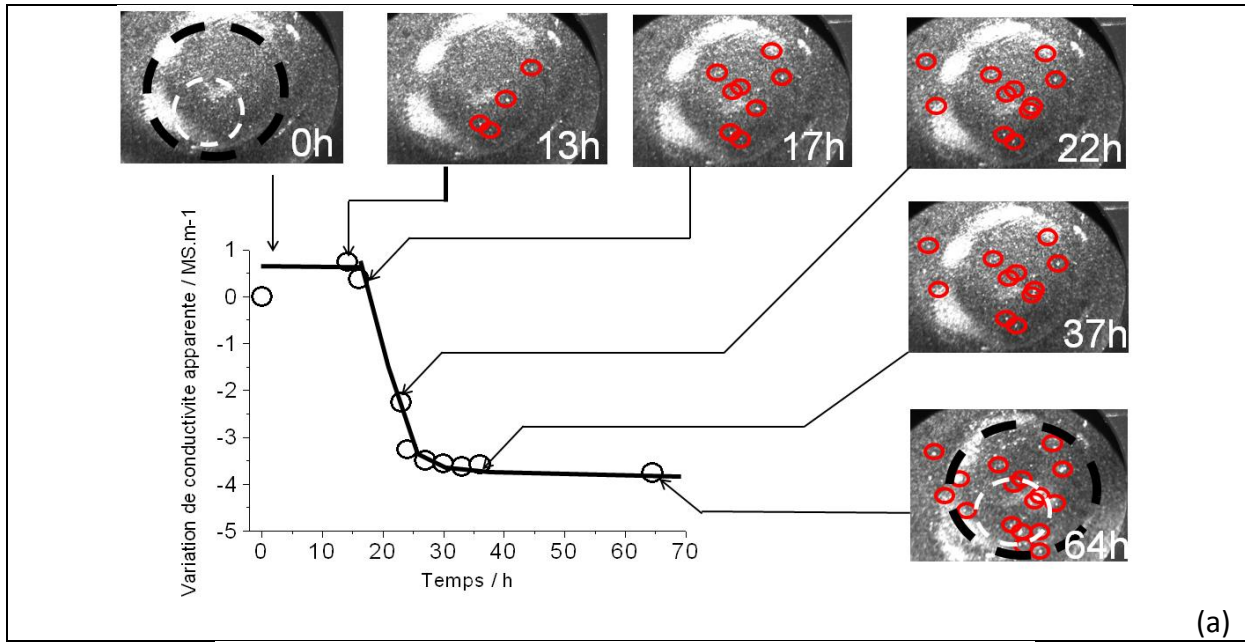 0h
13h
17h
22h
37h
64h
Variation de conductivite apparente / MS.m-1
1
0
-1
-2
-3
-4
-5
0
10
20
30
40
50
60
70
Temps / h
(a)